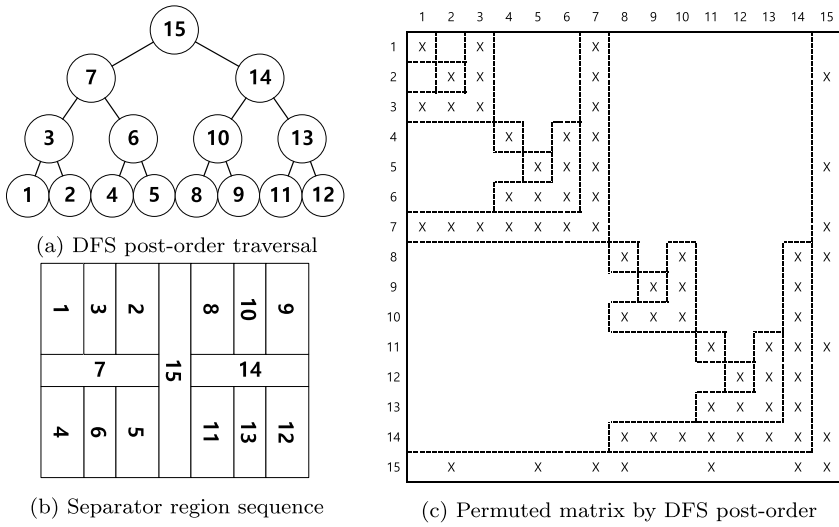 15
7 14
3 6 10 13
1 2 4 5 8 9 11 12
(a) DFS post-order traversal
1 3 2 8 10 9
7 15 14
4 6 5 11 13 12
(b) Separator region sequence
1 2 3 4 5 6 7 8 9 10 11 12 13 14 15
1 X X X
2 X X X X
3 X X X X
4 X X X
5 X X X X
6 X X X X
7 X X X X X X X X
8 X X X X
9 X X X
10 X X X X
11 X X X X
12 X X X
13 X X X X
14 X X X X X X X X
15 X X X X X X X
(c) Permuted matrix by DFS post-order